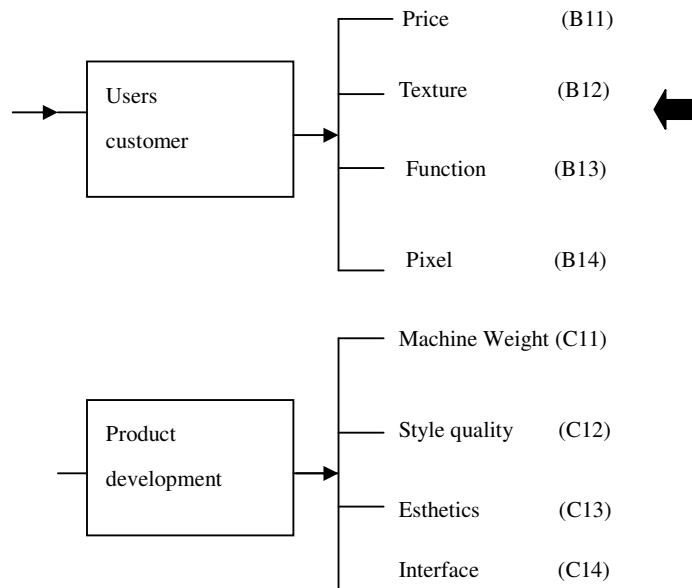 Price (B11)
Users
customer
Texture (B12)
Function (B13)
Pixel (B14)
Product
development
Machine Weight (C11)
Style quality (C12)
Esthetics (C13)
Interface (C14)